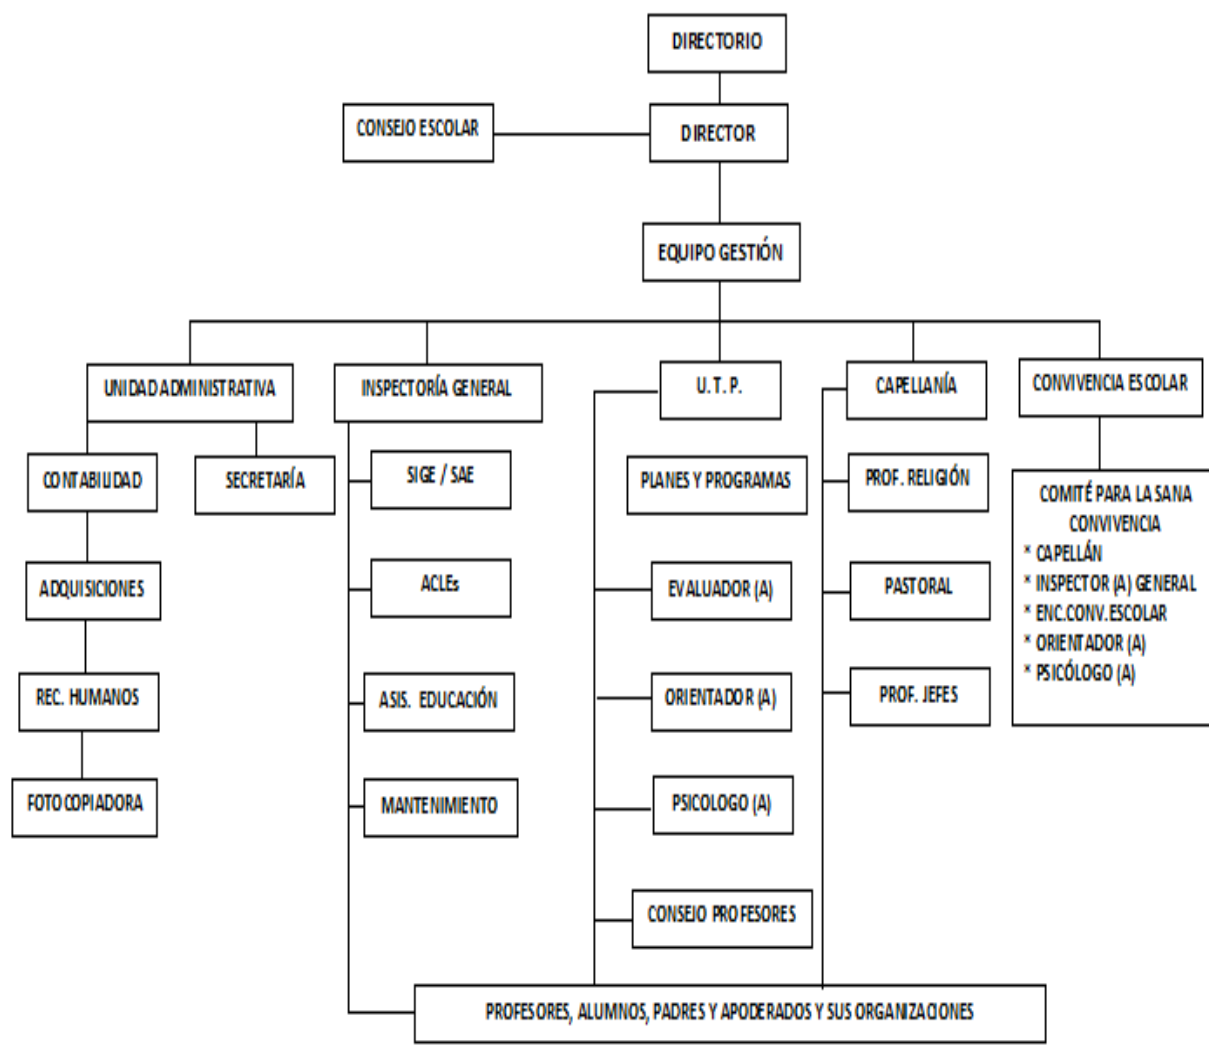 DIRECTORIO
CONSEJO ESCOLAR
DIRECTOR
EQUIPO GESTIÓN
UNIDAD ADMINISTRATIVA
INSPECTORÍA GENERAL
U. T. P.
CAPELLANÍA
CONVIVENCIA ESCOLAR
CONTABILIDAD
SECRETARÍA
SIGE / SAE
PLANES Y PROGRAMAS
PROF. RELIGIÓN
COMITÉ PARA LA SANA
CONVIVENCIA
* CAPELLÁN
* INSPECTOR (A) GENERAL
* ENC.CONV.ESCOLAR
* ORIENTADOR (A)
* PSICÓLOGO (A)
ADQUISICIONES
ACLEs
EVALUADOR (A)
PASTORAL
REC. HUMANOS
ASIS. EDUCACIÓN
ORIENTADOR (A)
PROF. JEFES
FOTOCOPIADORA
MANTENIMIENTO
PSICOLOGO (A)
CONSEJO PROFESORES
PROFESORES, ALUMNOS, PADRES Y APODERADOS Y SUS ORGANIZACIONES